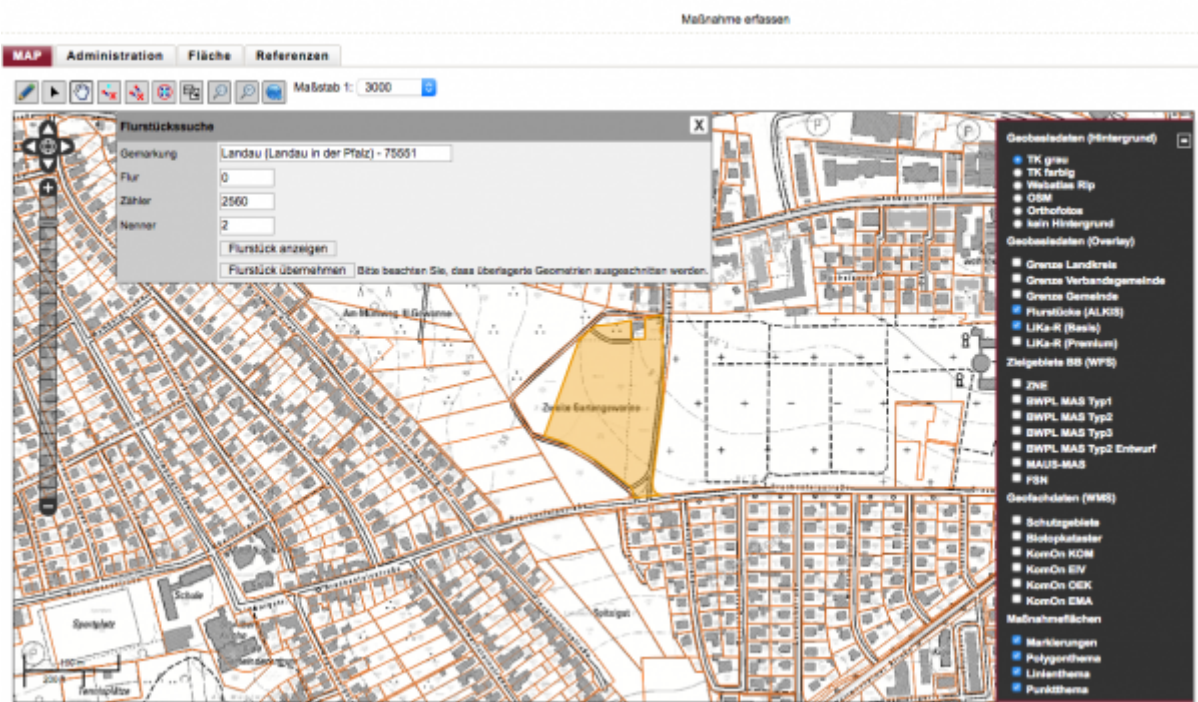 Maßnahme erfassen
MAP Administration Fläche Referenzen
Maßstab 1: 3000
Flurstückssuche X
Gemarkung Landau (Landau in der Pfalz) - 75551
Flur 0
Zähler 2560
Nenner 2
Flurstück anzeigen
Flurstück übernehmen Bitte beachten Sie, dass überlagerte Geometrien ausgeschnitten werden.
P
P
Geobasisdaten (Hintergrund)
TK grau
TK farbig
Webatlas Rlp
OSM
Orthofotos
kein Hintergrund
Geobasisdaten (Overlay)
Grenze Landkreis
Grenze Verbandsgemeinde
Grenze Gemeinde
Flurstücke (ALKIS)
LIKa-R (Basis)
LIKa-R (Premium)
Zielgebiete BB (WFS)
ZNE
BWPL MAS Typ1
BWPL MAS Typ2
BWPL MAS Typ3
BWPL MAS Typ2 Entwurf
MAUS-MAS
FSN
Geofachdaten (WMS)
Schutzgebiete
Biotopkataster
KomOn KOM
KomOn EIV
KomOn OEK
KomOn EMA
Maßnahmeflächen
Markierungen
Polygonthema
Linienthema
Punktthema
Gewanne
Zweite Gartengewanne
Schule
Sportplatz
P
100 m
Tennisplätze